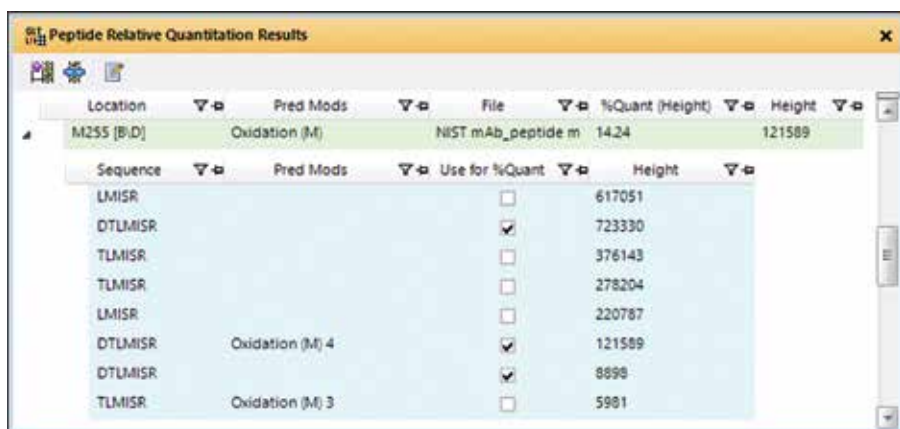 Peptide Relative Quantitation Results
Location Pred Mods File %Quant (Height) Height
M255 [B\D] Oxidation (M) NIST mAb_peptide m 14.24 121589
Sequence Pred Mods Use for %Quant Height
LMISR 617051
DTLMISR 723330
TLMISR 376143
TLMISR 278204
LMISR 220787
DTLMISR Oxidation (M) 4 121589
DTLMISR 8898
TLMISR Oxidation (M) 3 5981